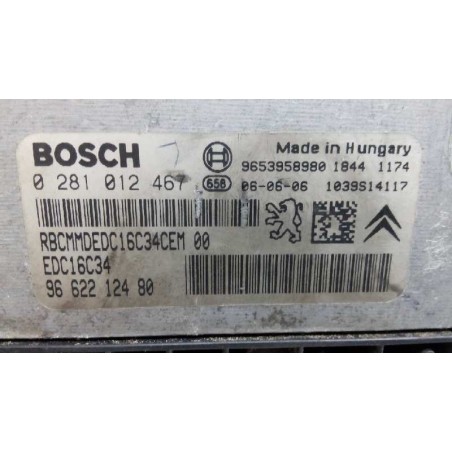 BOSCH
Made in Hungary
9653958980 1844 1174
0 281 012 467
656
06-06-06 1039S14117
RBCMMDEDC16C34CEM 00
EDC16C34
96 622 124 80